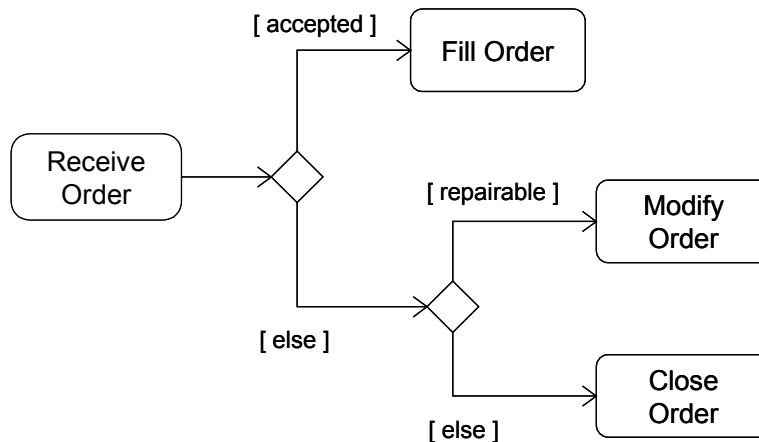 [ accepted ]
Fill Order
Receive
Order
[ repairable ]
Modify
Order
[ else ]
Close
Order
[ else ]